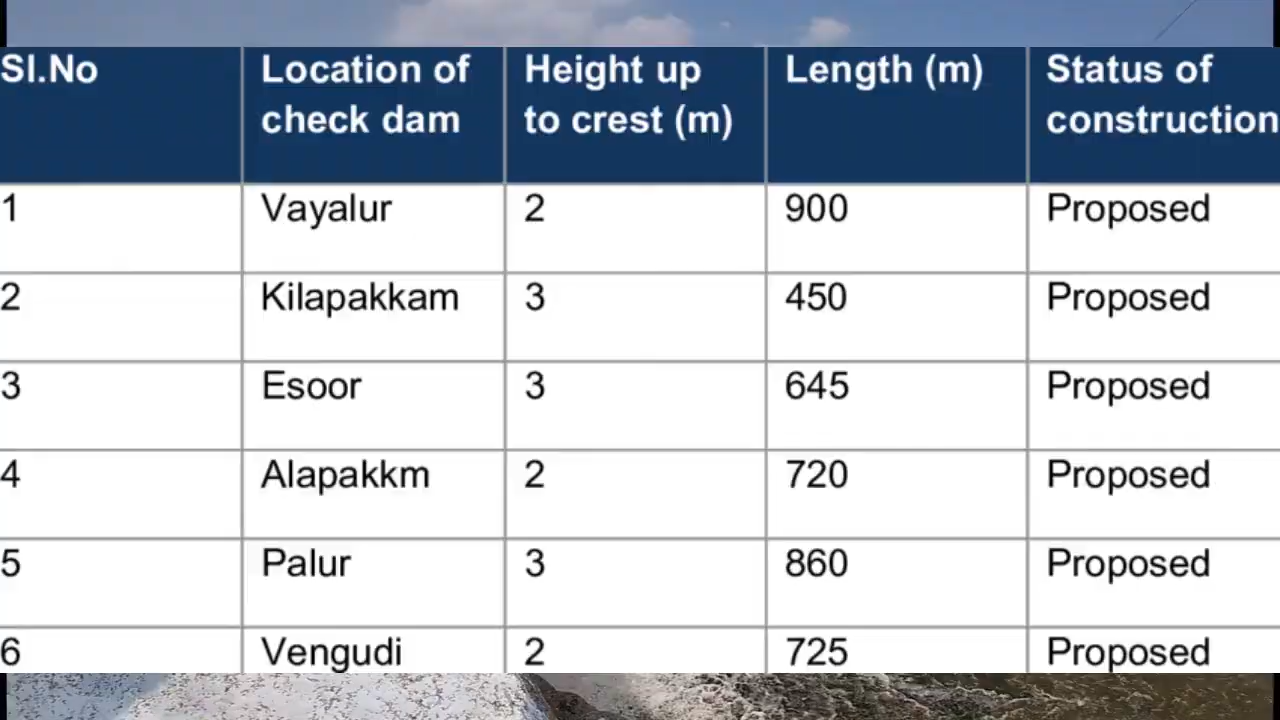 Sl.No Location of check dam Height up to crest (m) Length (m) Status of construction
1 Vayalur 2 900 Proposed
2 Kilapakkam 3 450 Proposed
3 Esoor 3 645 Proposed
4 Alapakkm 2 720 Proposed
5 Palur 3 860 Proposed
6 Vengudi 2 725 Proposed